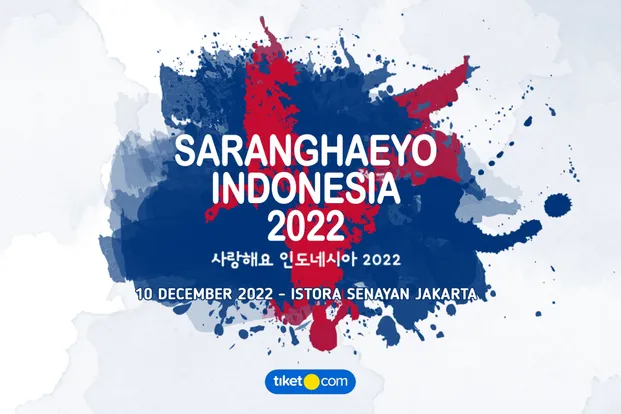 SARANGHAEYO
INDONESIA
2022
사랑해요 인도네시아 2022
10 DECEMBER 2022 - ISTORA SENAYAN JAKARTA
tiket.com